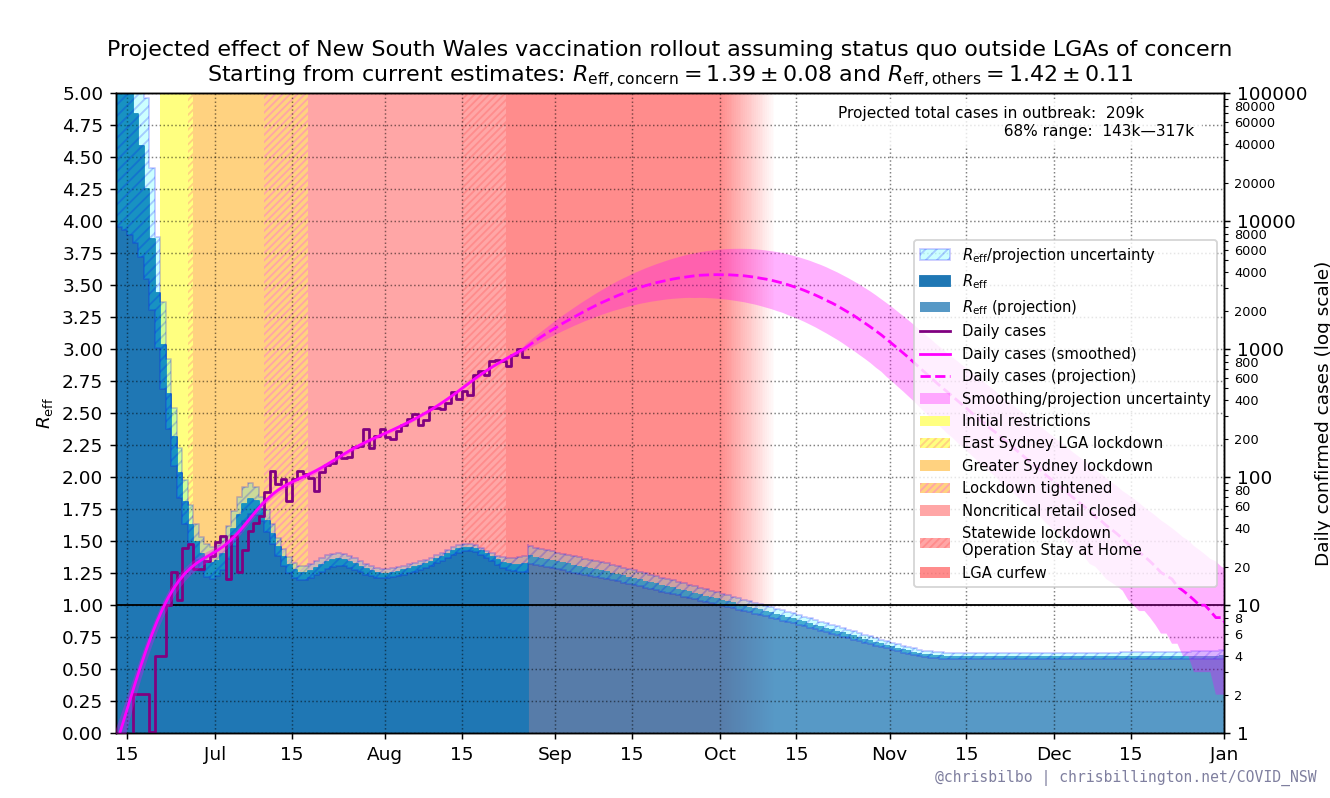 Projected effect of New South Wales vaccination rollout assuming status quo outside LGAs of concern
Starting from current estimates: R_eff, concern = 1.39 ± 0.08 and R_eff, others = 1.42 ± 0.11
Projected total cases in outbreak: 209k
68% range: 143k—317k
R_eff
5.00
4.75
4.50
4.25
4.00
3.75
3.50
3.25
3.00
2.75
2.50
2.25
2.00
1.75
1.50
1.25
1.00
0.75
0.50
0.25
0.00
R_eff/projection uncertainty
R_eff
R_eff (projection)
Daily cases
Daily cases (smoothed)
Daily cases (projection)
Smoothing/projection uncertainty
Initial restrictions
East Sydney LGA lockdown
Greater Sydney lockdown
Lockdown tightened
Noncritical retail closed
Statewide lockdown
Operation Stay at Home
LGA curfew
100000
80000
60000
40000
20000
10000
8000
6000
4000
2000
1000
800
600
400
200
100
80
60
40
20
10
8
6
4
2
1
Daily confirmed cases (log scale)
15 Jul 15 Aug 15 Sep 15 Oct 15 Nov 15 Dec 15 Jan
@chrisbilbo | chrisbillington.net/COVID_NSW